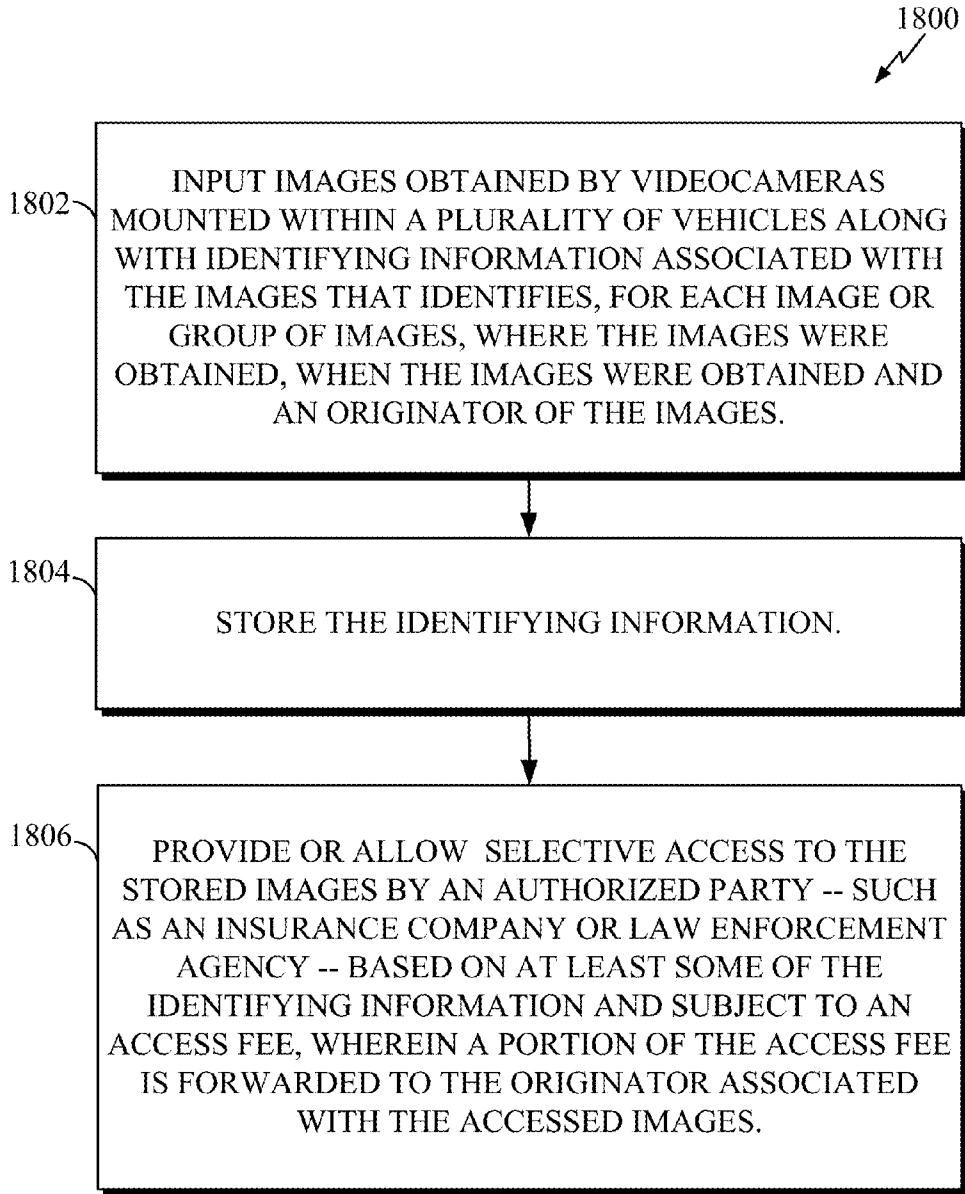 1800
1802
INPUT IMAGES OBTAINED BY VIDEOCAMERAS
MOUNTED WITHIN A PLURALITY OF VEHICLES ALONG
WITH IDENTIFYING INFORMATION ASSOCIATED WITH
THE IMAGES THAT IDENTIFIES, FOR EACH IMAGE OR
GROUP OF IMAGES, WHERE THE IMAGES WERE
OBTAINED, WHEN THE IMAGES WERE OBTAINED AND
AN ORIGINATOR OF THE IMAGES.
1804
STORE THE IDENTIFYING INFORMATION.
1806
PROVIDE OR ALLOW SELECTIVE ACCESS TO THE
STORED IMAGES BY AN AUTHORIZED PARTY -- SUCH
AS AN INSURANCE COMPANY OR LAW ENFORCEMENT
AGENCY -- BASED ON AT LEAST SOME OF THE
IDENTIFYING INFORMATION AND SUBJECT TO AN
ACCESS FEE, WHEREIN A PORTION OF THE ACCESS FEE
IS FORWARDED TO THE ORIGINATOR ASSOCIATED
WITH THE ACCESSED IMAGES.